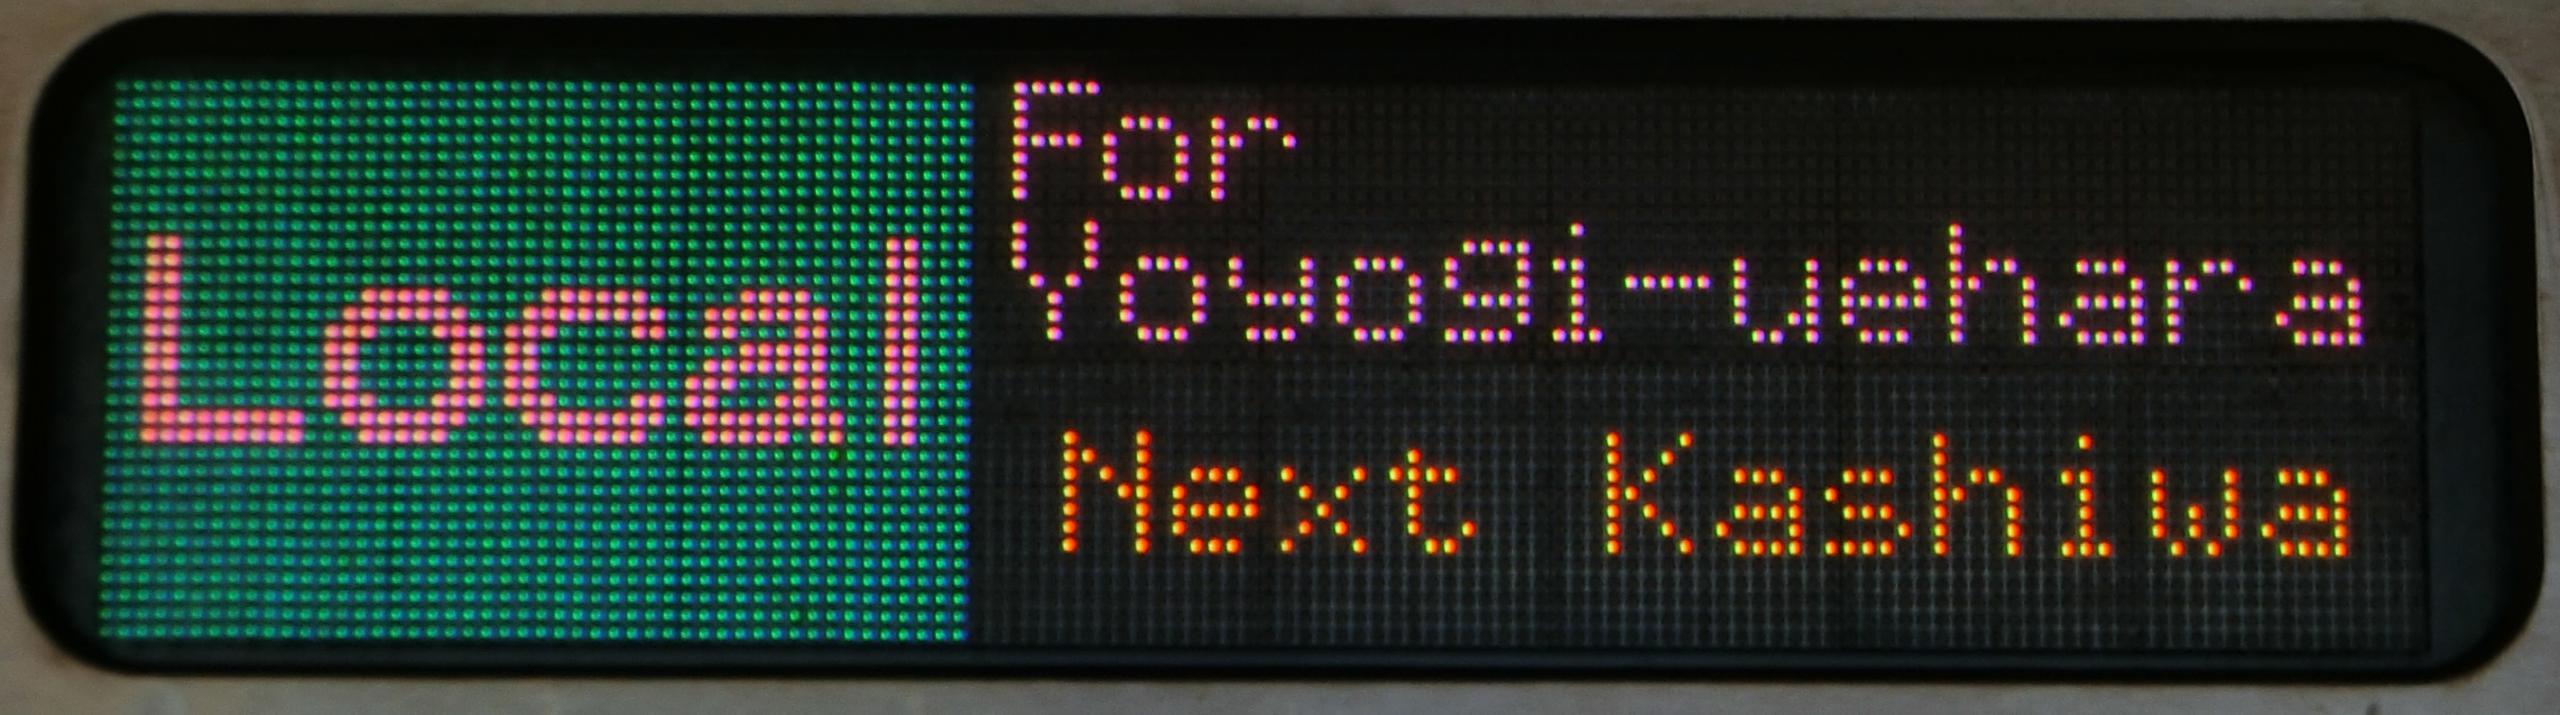 Local
For
Yoyogi-uehara
Next Kashiwa